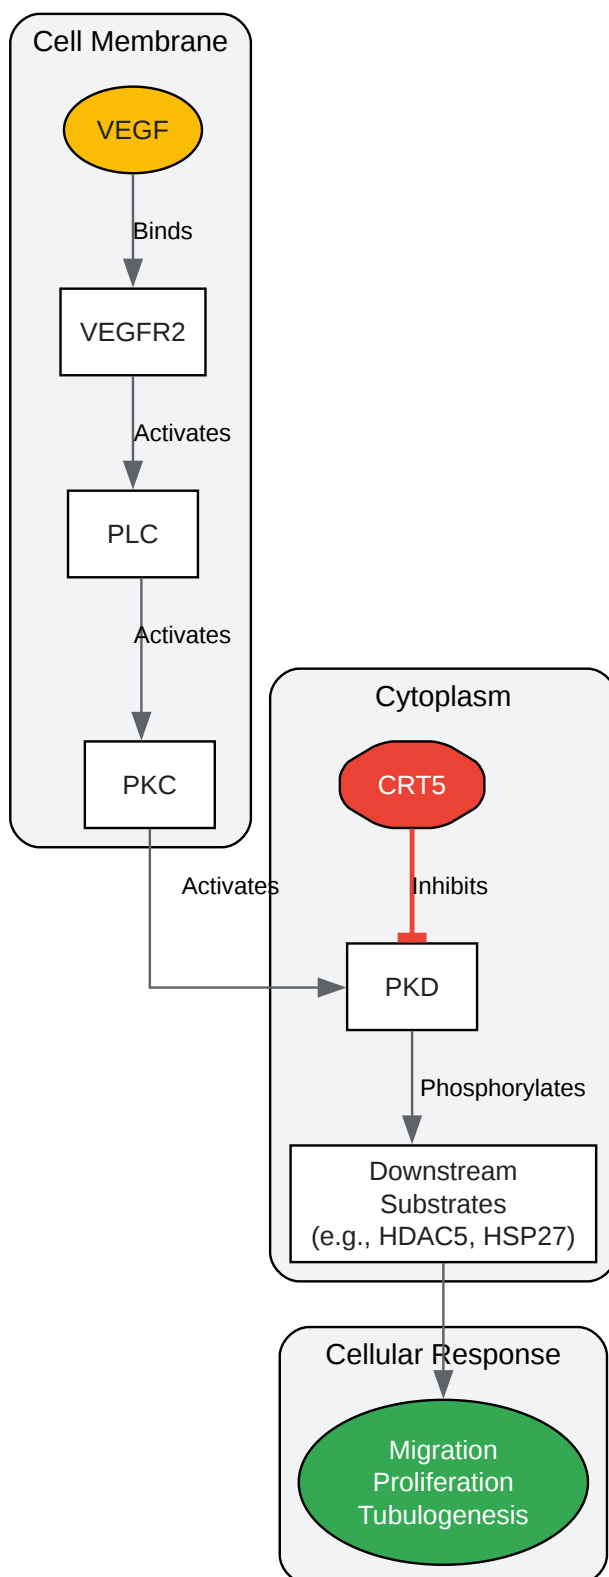 Cell Membrane
VEGF
Binds
VEGFR2
Activates
PLC
Activates
PKC
Activates
Cytoplasm
CRT5
Inhibits
PKD
Phosphorylates
Downstream
Substrates
(e.g., HDAC5, HSP27)
Cellular Response
Migration
Proliferation
Tubulogenesis